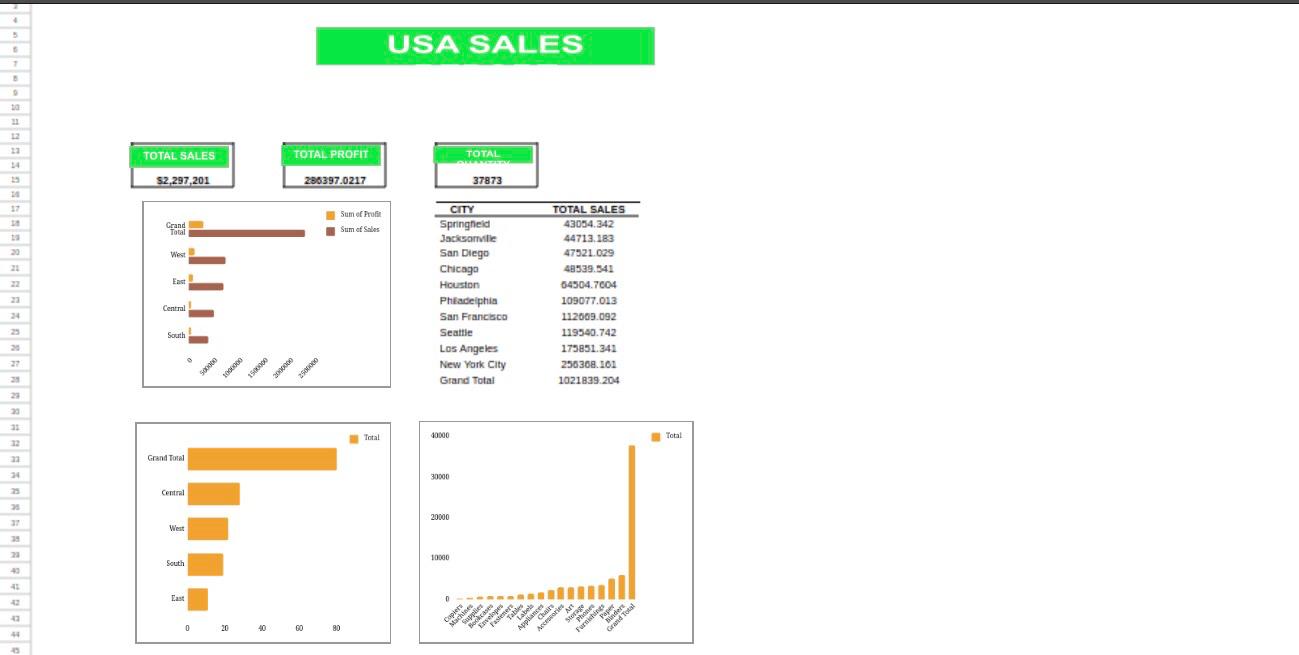 USA SALES
TOTAL SALES
$2,297,201
TOTAL PROFIT
286397.0217
TOTAL
QUANTITY
37873
Sum of Profit
Sum of Sales
Grand
Total
West
East
Central
South
0 500000 1000000 1500000 2000000 2500000
CITY TOTAL SALES
Springfield 43054.342
Jacksonville 44713.183
San Diego 47521.029
Chicago 48539.541
Houston 64504.7604
Philadelphia 109077.013
San Francisco 112669.092
Seattle 119540.742
Los Angeles 175851.341
New York City 256368.161
Grand Total 1021839.204
Total
Grand Total
Central
West
South
East
0 20 40 60 80
Total
40000
30000
20000
10000
0
Copiers
Machines
Supplies
Bookcases
Envelopes
Fasteners
Tables
Labels
Appliances
Chairs
Accessories
Art
Storage
Phones
Furnishings
Paper
Binders
Grand Total
4
5
6
7
8
9
10
11
12
13
14
15
16
17
18
19
20
21
22
23
24
25
26
27
28
29
30
31
32
33
34
35
36
37
38
39
40
41
42
43
44
45